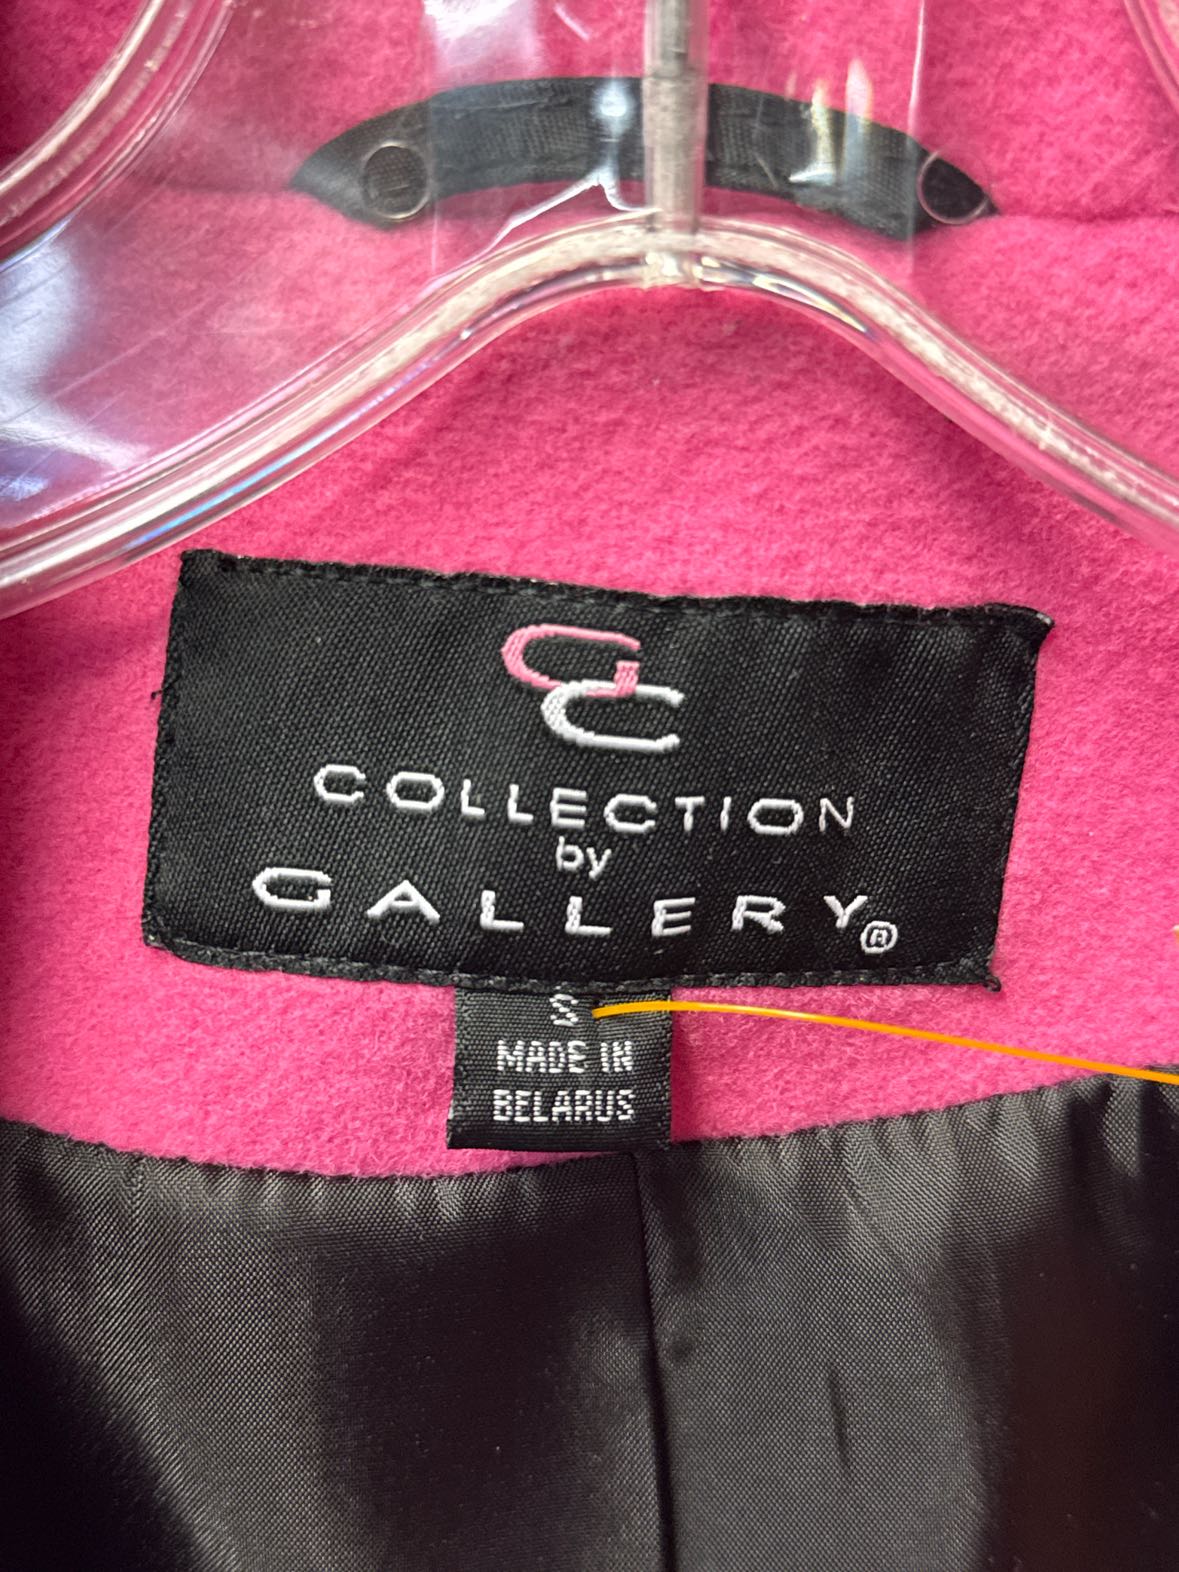 GC
COLLECTION
by
GALLERY®
S
MADE IN
BELARUS